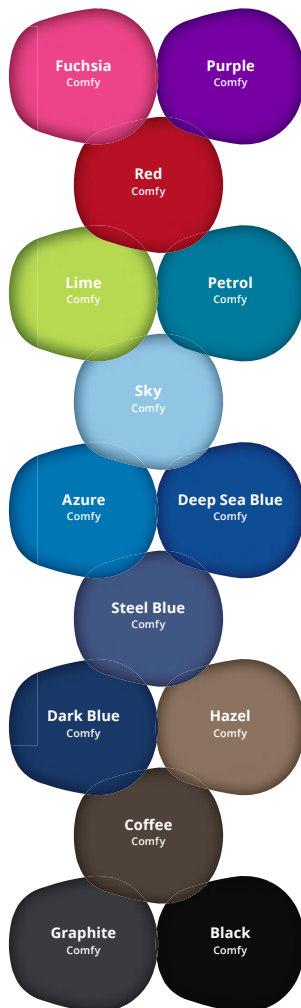 Fuchsia
Comfy
Purple
Comfy
Red
Comfy
Lime
Comfy
Petrol
Comfy
Sky
Comfy
Azure
Comfy
Deep Sea Blue
Comfy
Steel Blue
Comfy
Dark Blue
Comfy
Hazel
Comfy
Coffee
Comfy
Graphite
Comfy
Black
Comfy